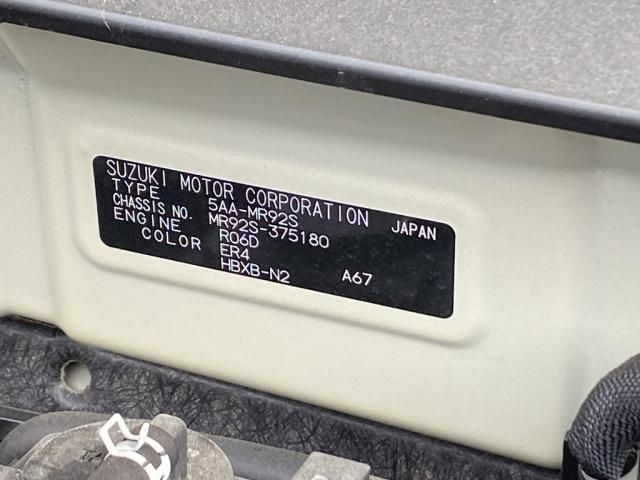 SUZUKI MOTOR CORPORATION JAPAN
TYPE 5AA-MR92S
CHASSIS NO. MR92S-375180
ENGINE R06D
COLOR ER4
HBXB-N2 A67